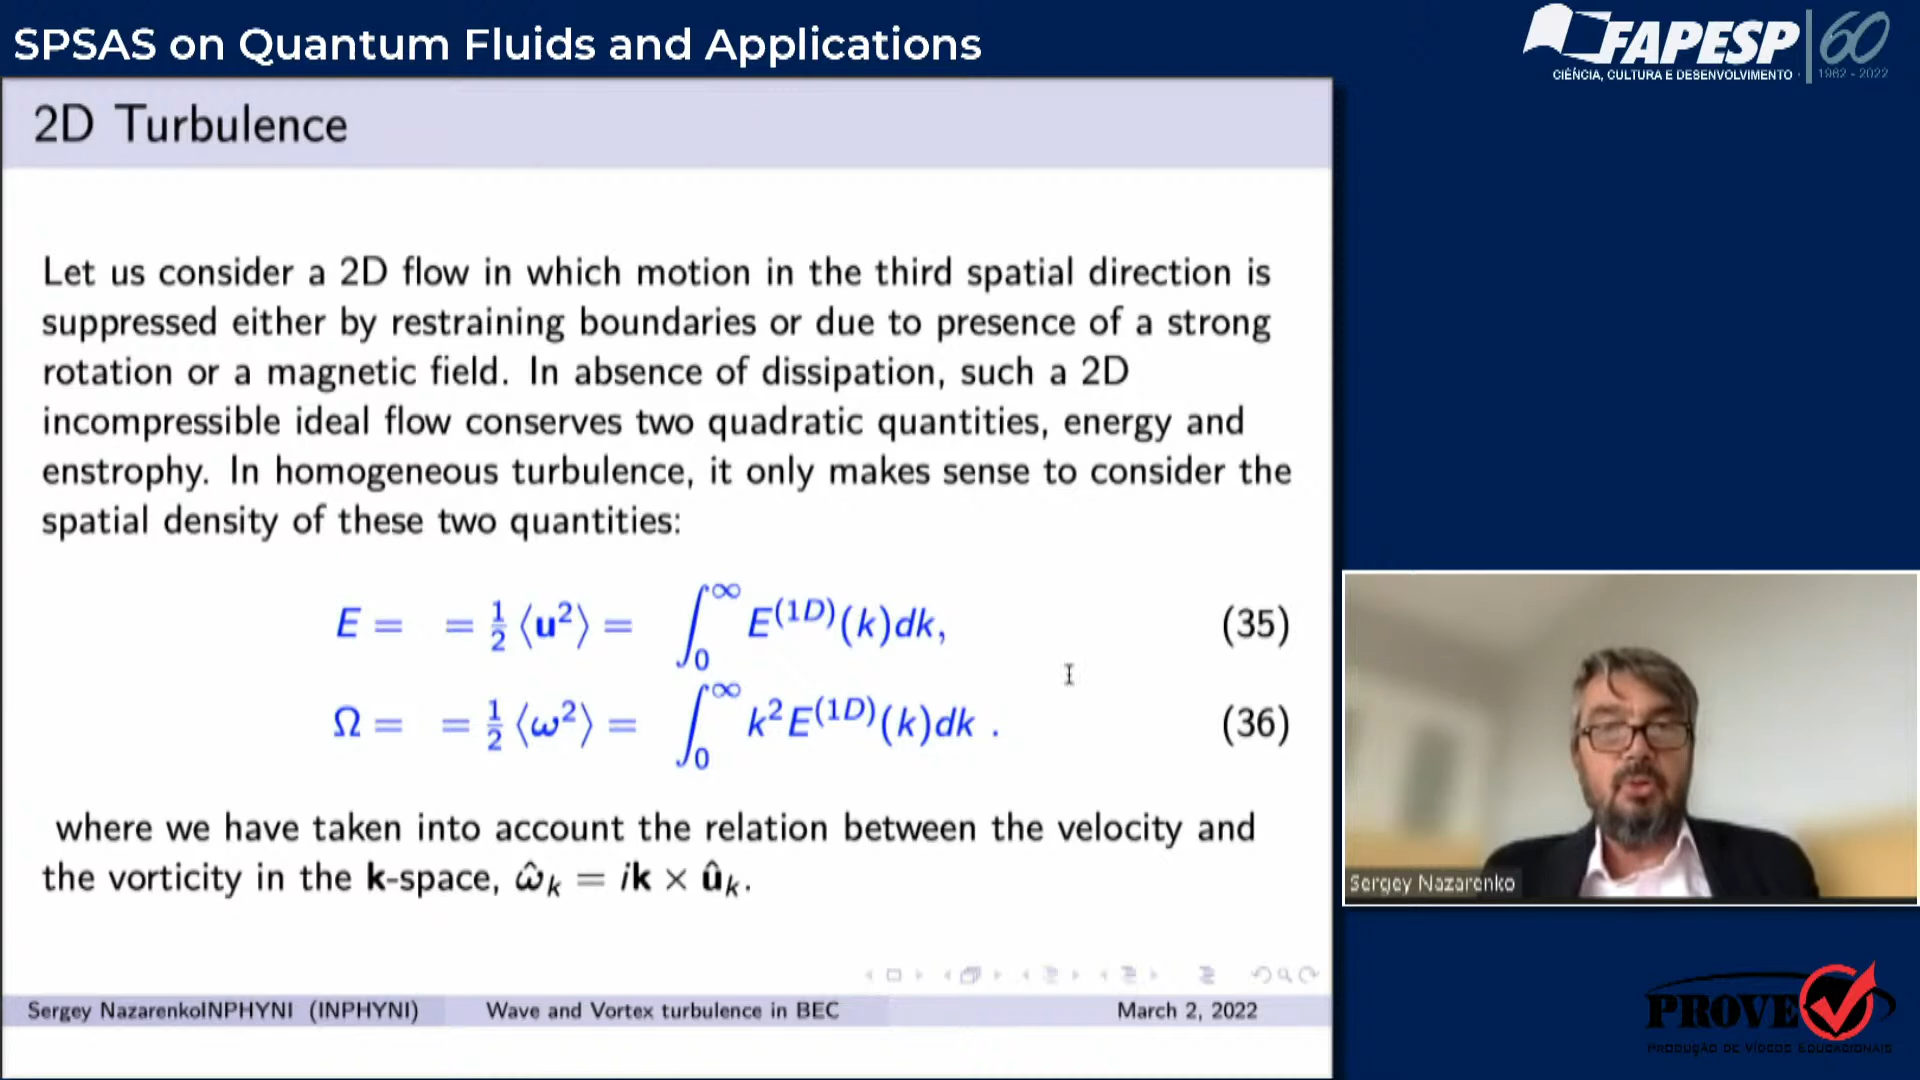 SPSAS on Quantum Fluids and Applications
FAPESP 60
CIÊNCIA, CULTURA E DESENVOLVIMENTO
1962 - 2022
2D Turbulence
Let us consider a 2D flow in which motion in the third spatial direction is
suppressed either by restraining boundaries or due to presence of a strong
rotation or a magnetic field. In absence of dissipation, such a 2D
incompressible ideal flow conserves two quadratic quantities, energy and
enstrophy. In homogeneous turbulence, it only makes sense to consider the
spatial density of these two quantities:
E = = ½ ⟨u²⟩ = ∫₀^∞ E^(1D)(k)dk, (35)
Ω = = ½ ⟨ω²⟩ = ∫₀^∞ k²E^(1D)(k)dk . (36)
where we have taken into account the relation between the velocity and
the vorticity in the k-space, ω̂ₖ = ik × ûₖ.
Sergey NazarenkoINPHYNI (INPHYNI) Wave and Vortex turbulence in BEC March 2, 2022
Sergey Nazarenko
PROVE
PRODUÇÃO DE VÍDEOS EDUCACIONAIS